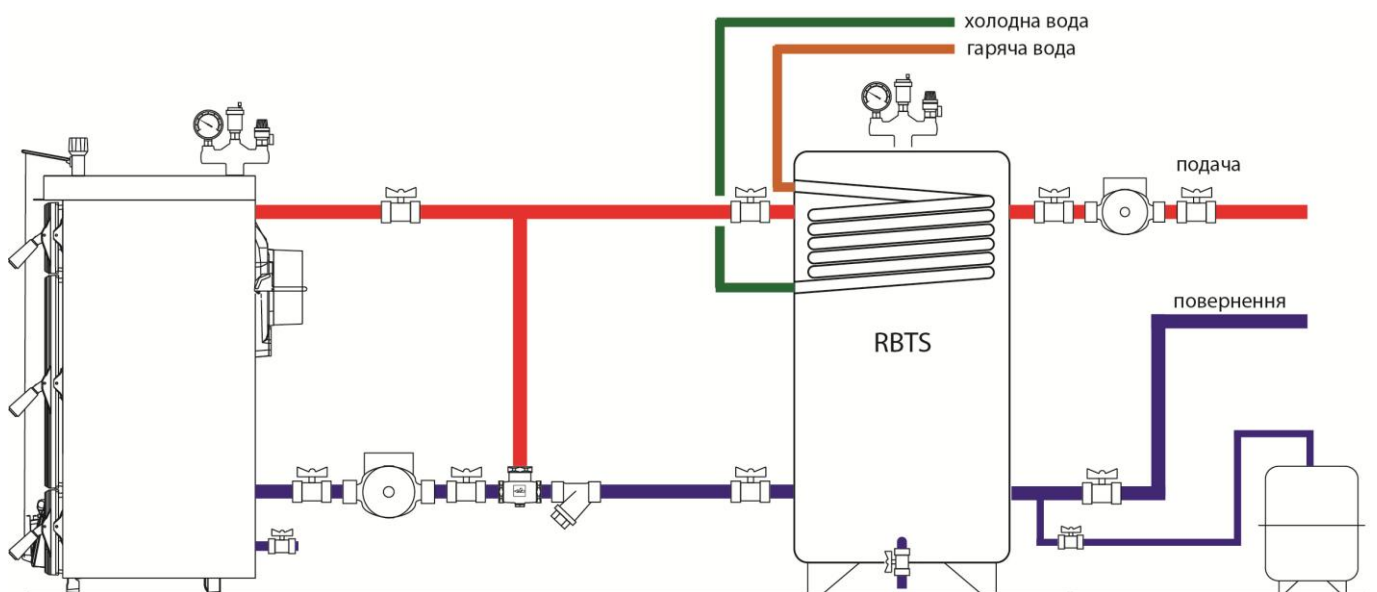 холодна вода
гаряча вода
подача
повернення
RBTS